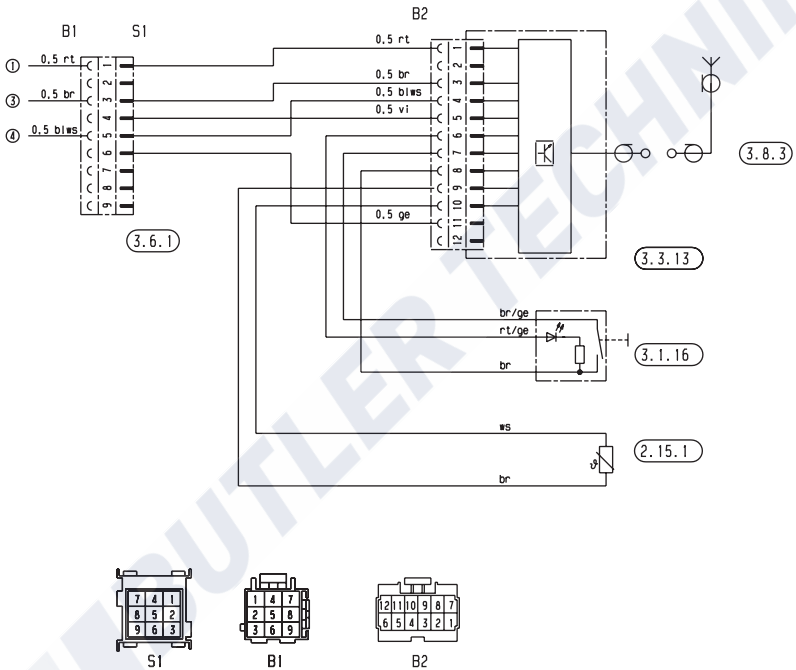 B2
B1 S1
0.5 rt
1 0.5 rt 1 1
2 2
0.5 br
3 0.5 br 3 3
0.5 blws
4 4
0.5 vi
5
4 0.5 blws 5 6
6 7
7 8
8 9
9 10
0.5 ge 11
12
3.8.3
3.6.1
3.3.13
br/ge
rt/ge
3.1.16
br
ws
2.15.1
br
7 4 1
8 5 2
9 6 3
S1
1 4 7
2 5 8
3 6 9
B1
12 11 10 9 8 7
6 5 4 3 2 1
B2
BUTLER TECHNI